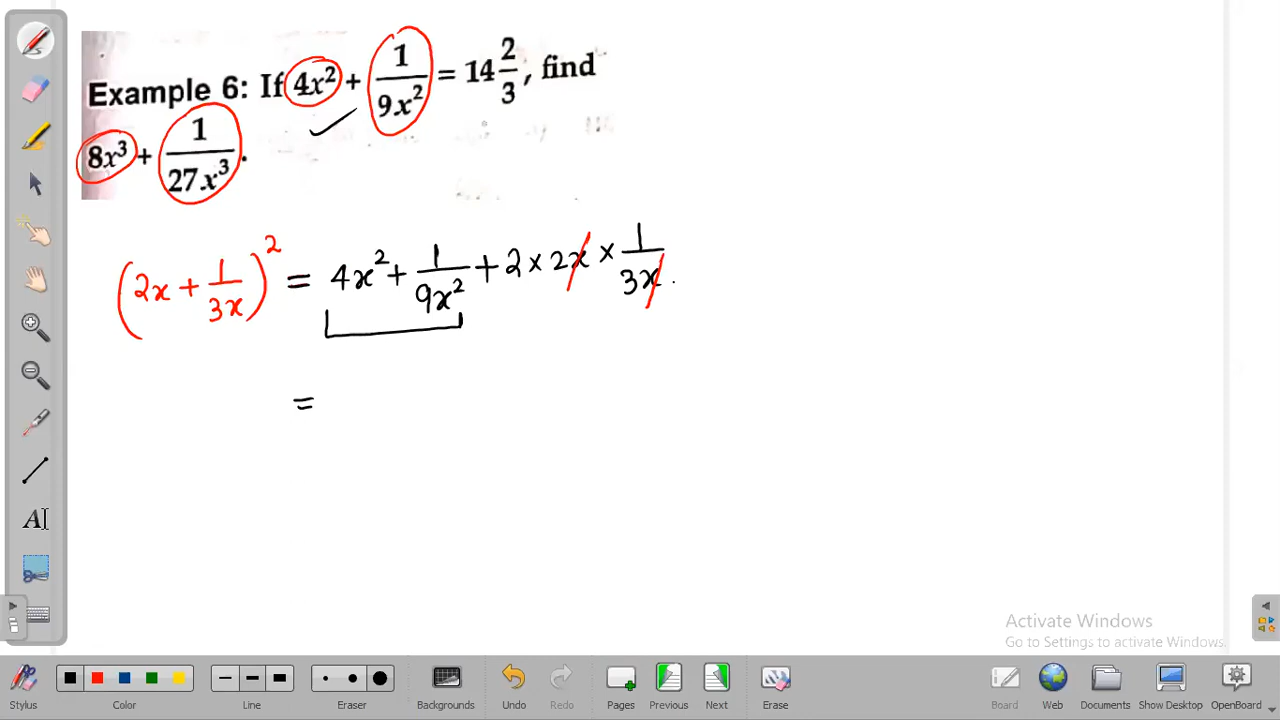 Example 6: If 4x² + 1/(9x²) = 14 2/3, find
8x³ + 1/(27x³).
(2x + 1/(3x))² = 4x² + 1/(9x²) + 2 × 2x × 1/(3x).
=
AI
Activate Windows
Go to Settings to activate Windows.
Stylus
Color
Line
Eraser
Backgrounds
Undo
Redo
Pages
Previous
Next
Erase
Board
Web
Documents
Show Desktop
OpenBoard